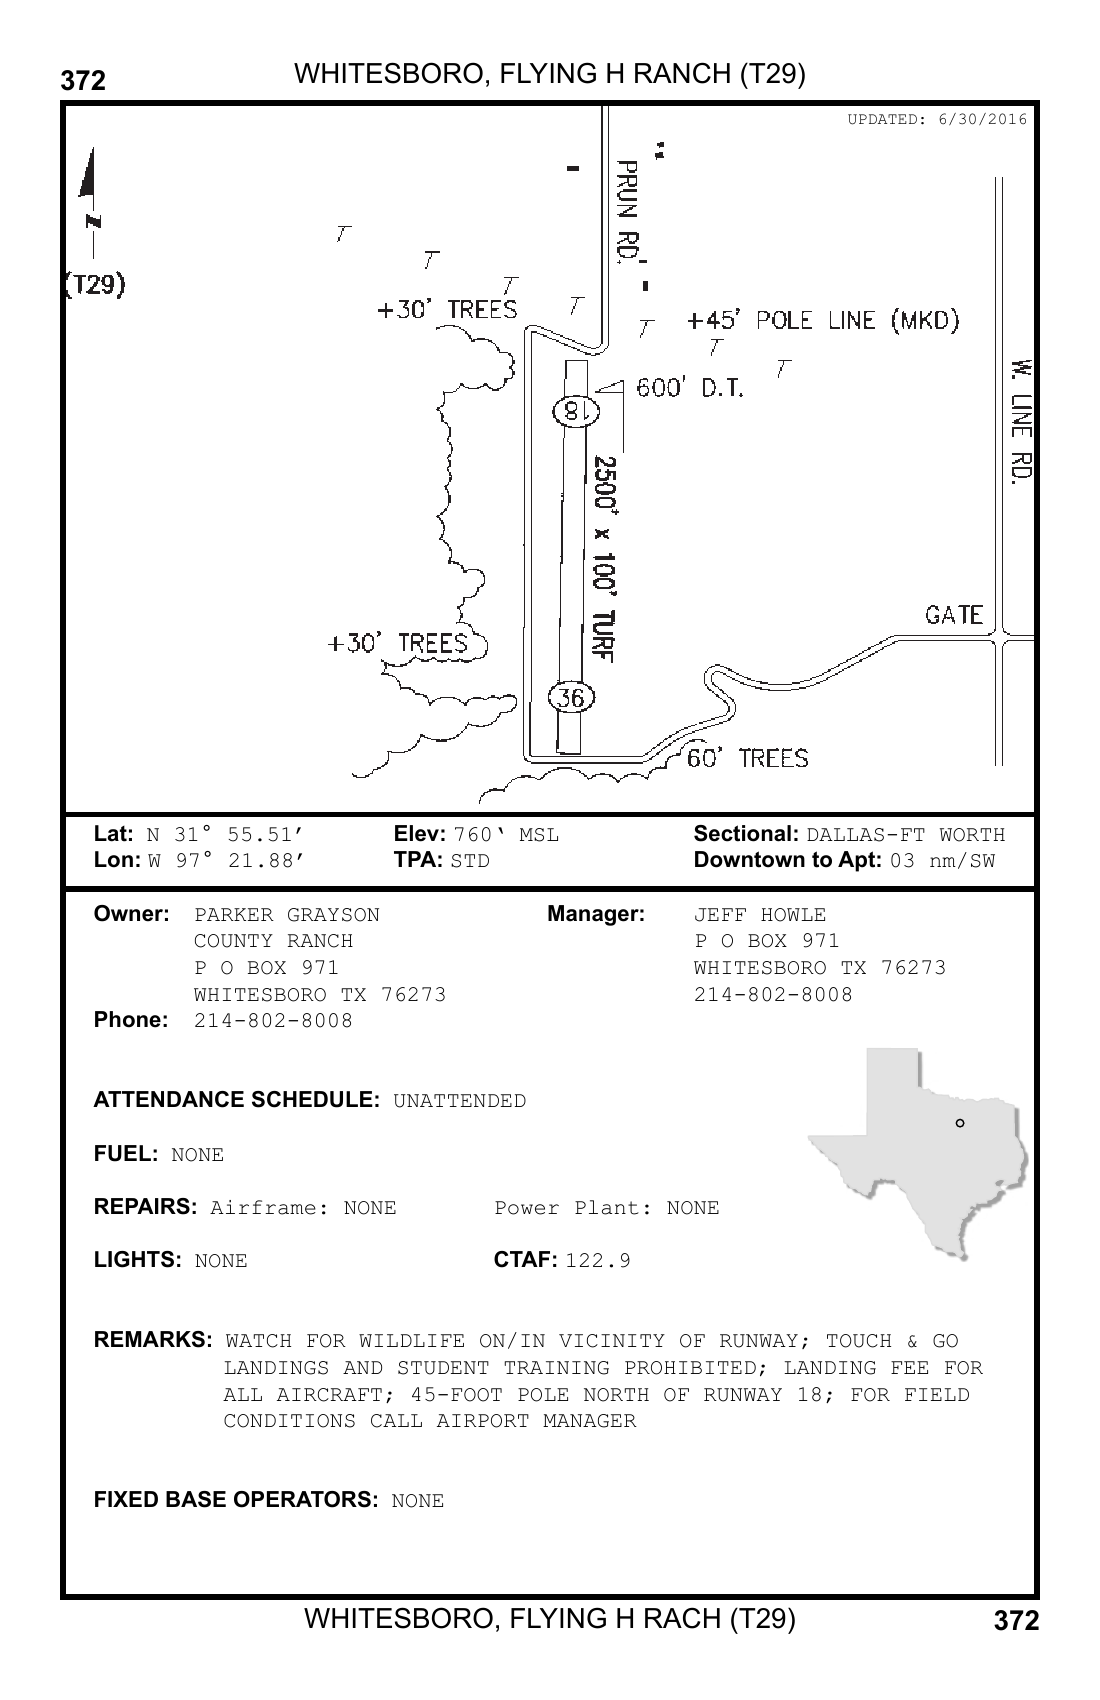 372
WHITESBORO, FLYING H RANCH (T29)
UPDATED: 6/30/2016
PRUN RD.
N
(T29)
+30' TREES
+45' POLE LINE (MKD)
W. LINE RD.
600' D.T.
18
2500' x 100' TURF
GATE
+30' TREES
36
60' TREES
Lat: N 31° 55.51’ Elev: 760‘ MSL Sectional: DALLAS-FT WORTH
Lon: W 97° 21.88’ TPA: STD Downtown to Apt: 03 nm/SW
Owner: PARKER GRAYSON Manager: JEFF HOWLE
COUNTY RANCH P O BOX 971
P O BOX 971 WHITESBORO TX 76273
WHITESBORO TX 76273 214-802-8008
Phone: 214-802-8008
ATTENDANCE SCHEDULE: UNATTENDED
FUEL: NONE
REPAIRS: Airframe: NONE Power Plant: NONE
LIGHTS: NONE CTAF: 122.9
REMARKS: WATCH FOR WILDLIFE ON/IN VICINITY OF RUNWAY; TOUCH & GO
LANDINGS AND STUDENT TRAINING PROHIBITED; LANDING FEE FOR
ALL AIRCRAFT; 45-FOOT POLE NORTH OF RUNWAY 18; FOR FIELD
CONDITIONS CALL AIRPORT MANAGER
FIXED BASE OPERATORS: NONE
WHITESBORO, FLYING H RACH (T29)
372